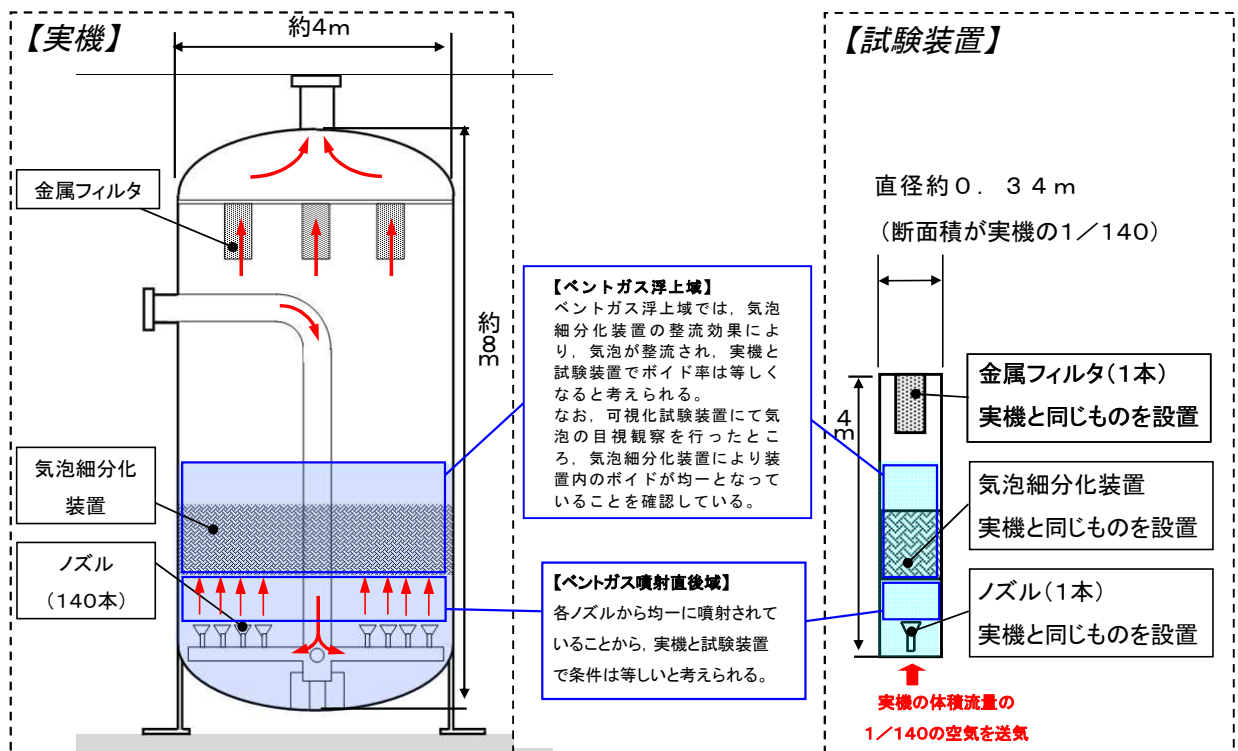 【実機】
約4m
金属フィルタ
約8m
気泡細分化
装置
ノズル
(140本)
【ベントガス浮上域】
ベントガス浮上域では,気泡
細分化装置の整流効果によ
り,気泡が整流され,実機と
試験装置でボイド率は等しく
なると考えられる。
なお,可視化試験装置にて気
泡の目視観察を行ったとこ
ろ,気泡細分化装置により装
置内のボイドが均一となって
いることを確認している。
【ベントガス噴射直後域】
各ノズルから均一に噴射されて
いることから,実機と試験装置
で条件は等しいと考えられる。
【試験装置】
直径約0.34m
(断面積が実機の1/140)
4m
金属フィルタ(1本)
実機と同じものを設置
気泡細分化装置
実機と同じものを設置
ノズル(1本)
実機と同じものを設置
実機の体積流量の
1/140の空気を送気